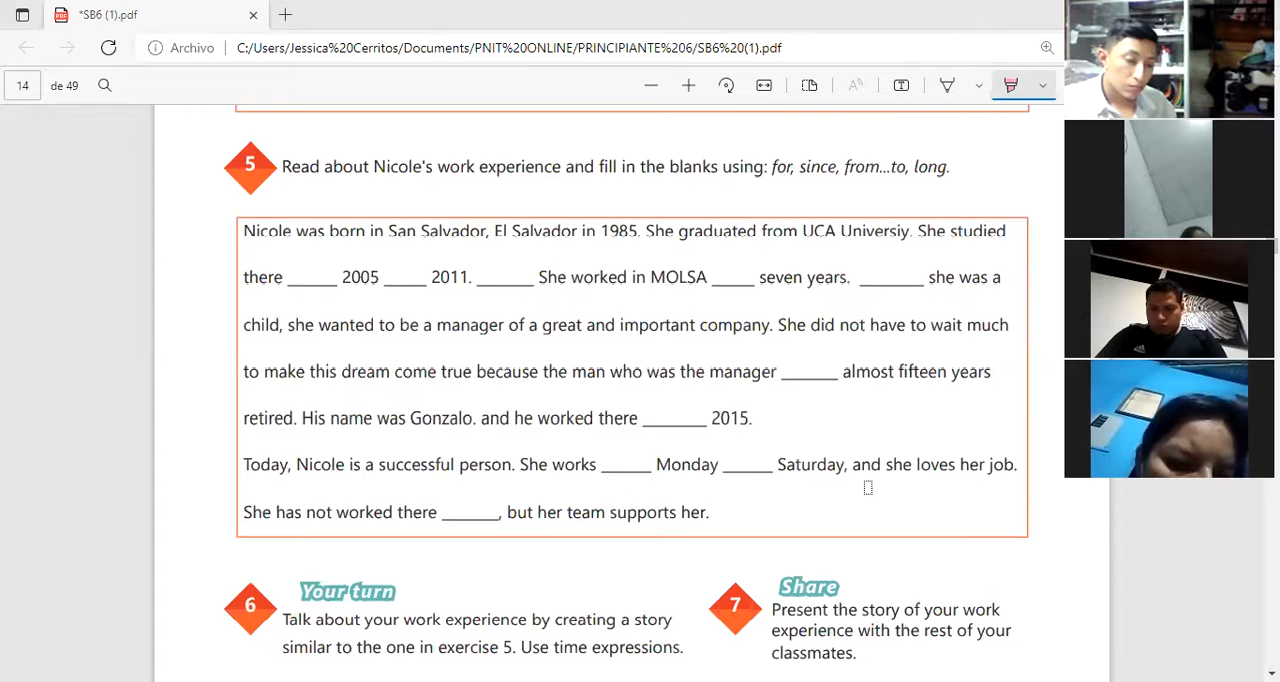 *SB6 (1).pdf
Archivo C:/Users/Jessica%20Cerritos/Documents/PNIT%20ONLINE/PRINCIPIANTE%206/SB6%20(1).pdf
14 de 49
5 Read about Nicole's work experience and fill in the blanks using: for, since, from...to, long.
Nicole was born in San Salvador, El Salvador in 1985. She graduated from UCA Universiy. She studied
there _____ 2005 _____ 2011. ______ She worked in MOLSA _____ seven years. _______ she was a
child, she wanted to be a manager of a great and important company. She did not have to wait much
to make this dream come true because the man who was the manager ______ almost fifteen years
retired. His name was Gonzalo. and he worked there _______ 2015.
Today, Nicole is a successful person. She works _____ Monday _____ Saturday, and she loves her job.
She has not worked there ______, but her team supports her.
6 Your turn
Talk about your work experience by creating a story
similar to the one in exercise 5. Use time expressions.
7 Share
Present the story of your work
experience with the rest of your
classmates.